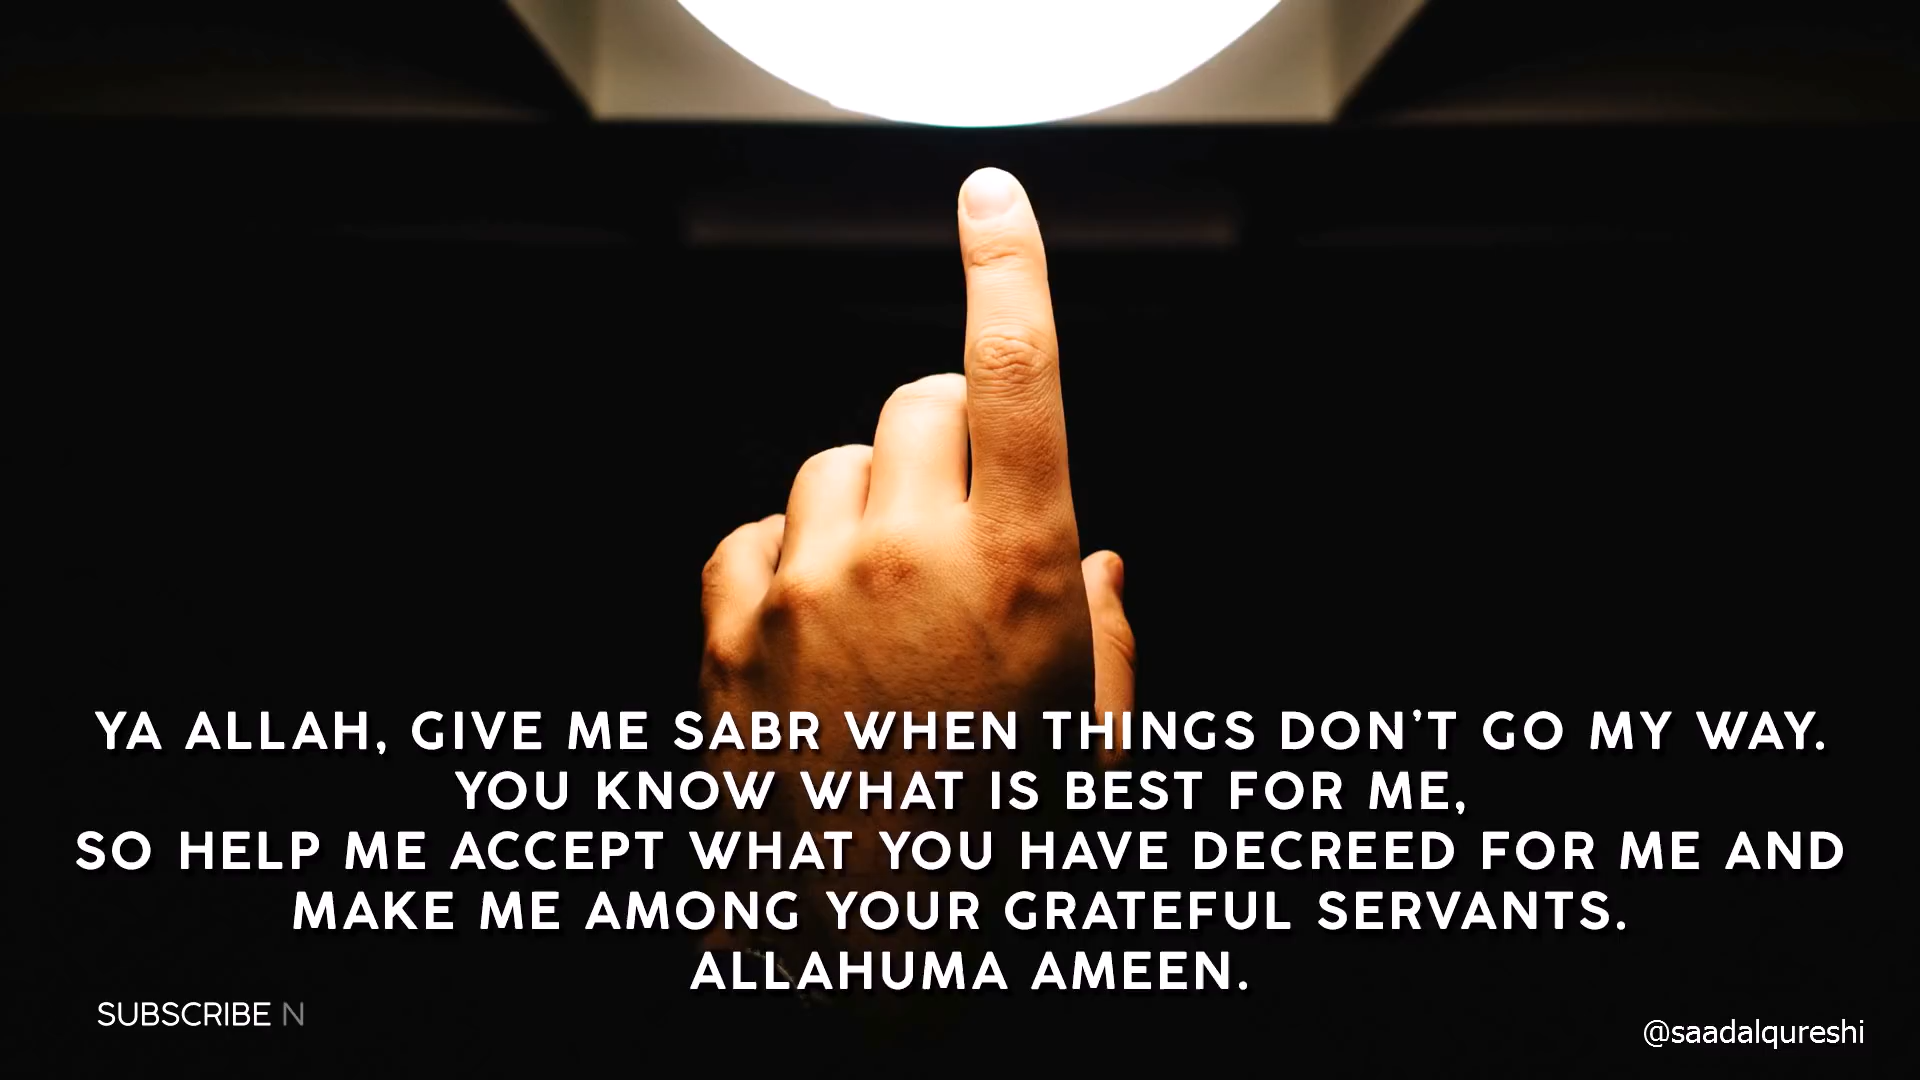 YA ALLAH, GIVE ME SABR WHEN THINGS DON'T GO MY WAY.
YOU KNOW WHAT IS BEST FOR ME,
SO HELP ME ACCEPT WHAT YOU HAVE DECREED FOR ME AND
MAKE ME AMONG YOUR GRATEFUL SERVANTS.
ALLAHUMA AMEEN.
SUBSCRIBE N
@saadalqureshi